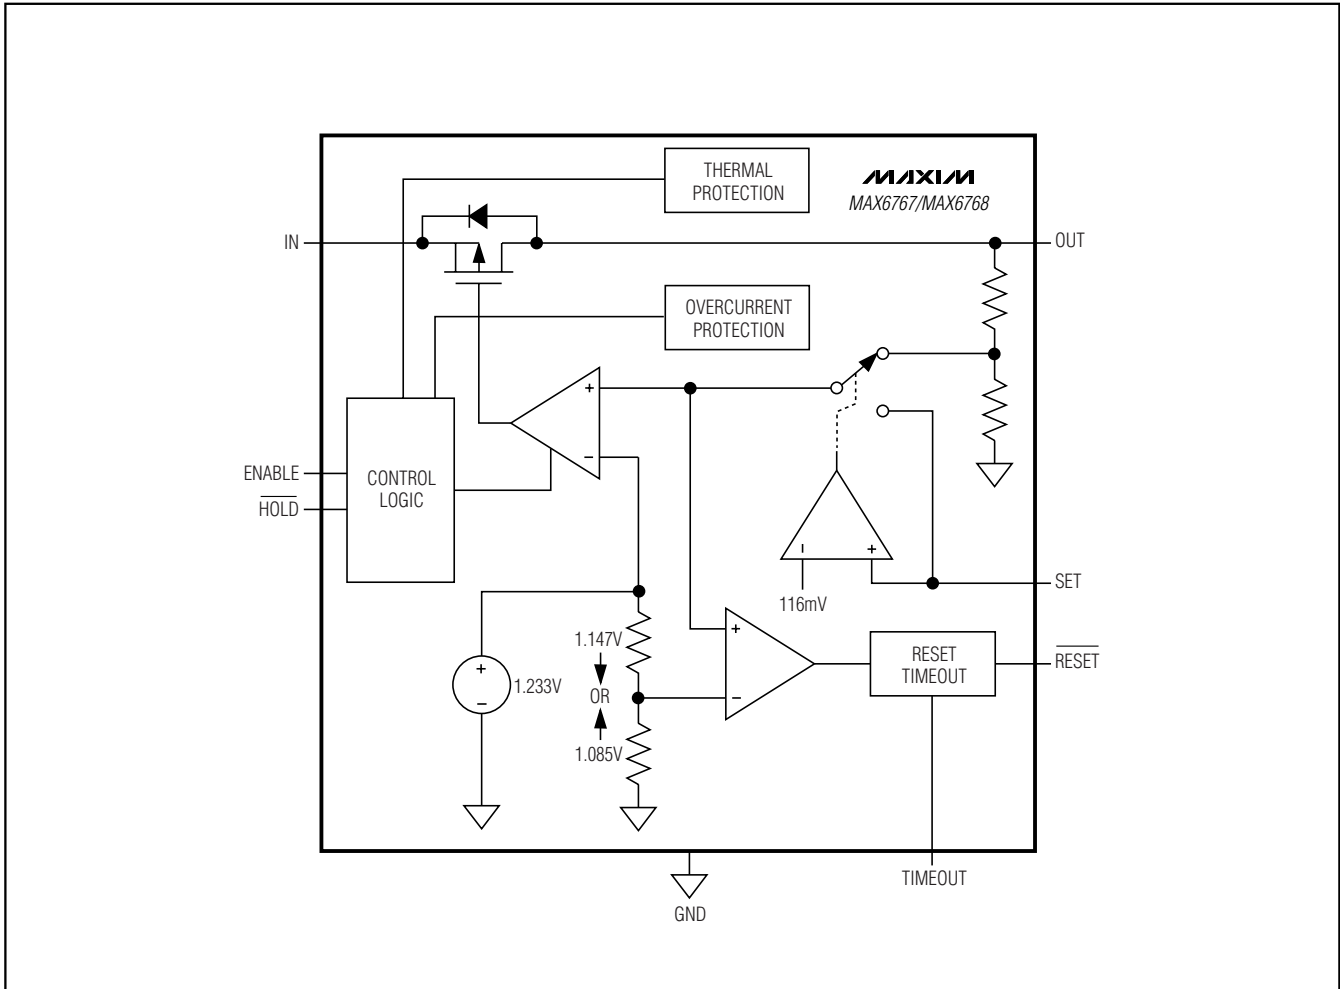 THERMAL
PROTECTION
MAXIM
MAX6767/MAX6768
IN
OUT
OVERCURRENT
PROTECTION
+
−
ENABLE
HOLD
CONTROL
LOGIC
−
+
116mV
SET
1.147V
OR
1.085V
+
−
1.233V
+
−
RESET
TIMEOUT
RESET
TIMEOUT
GND